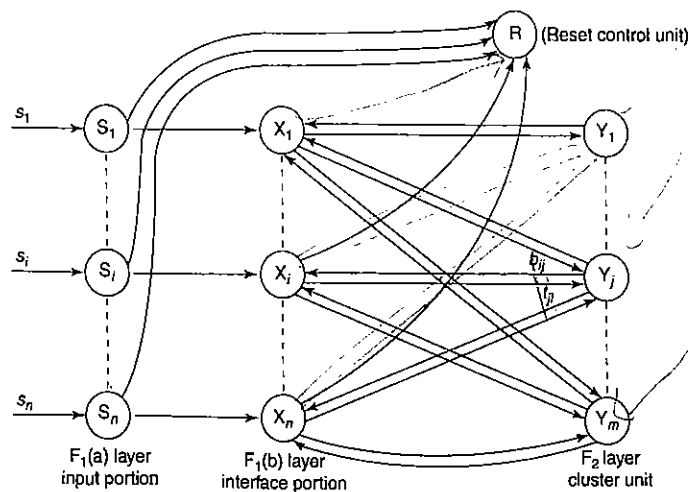 R (Reset control unit)
s1
S1
X1
Y1
si
Si
Xi
bij
Yj
tji
sn
Sn
Xn
Ym
F1(a) layer
input portion
F1(b) layer
interface portion
F2 layer
cluster unit